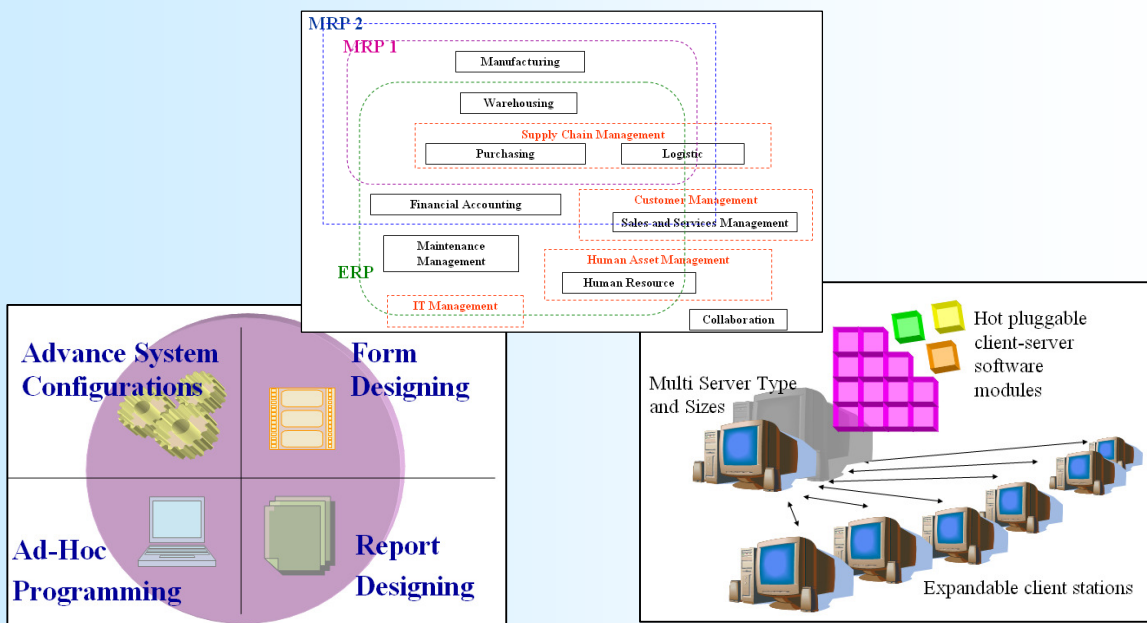 MRP 2
MRP 1
Manufacturing
Warehousing
Supply Chain Management
Purchasing
Logistic
Financial Accounting
Customer Management
Sales and Services Management
Maintenance
Management
Human Asset Management
ERP
Human Resource
IT Management
Collaboration
Advance System
Configurations
Form
Designing
Ad-Hoc
Programming
Report
Designing
Hot pluggable
client-server
software
modules
Multi Server Type
and Sizes
Expandable client stations